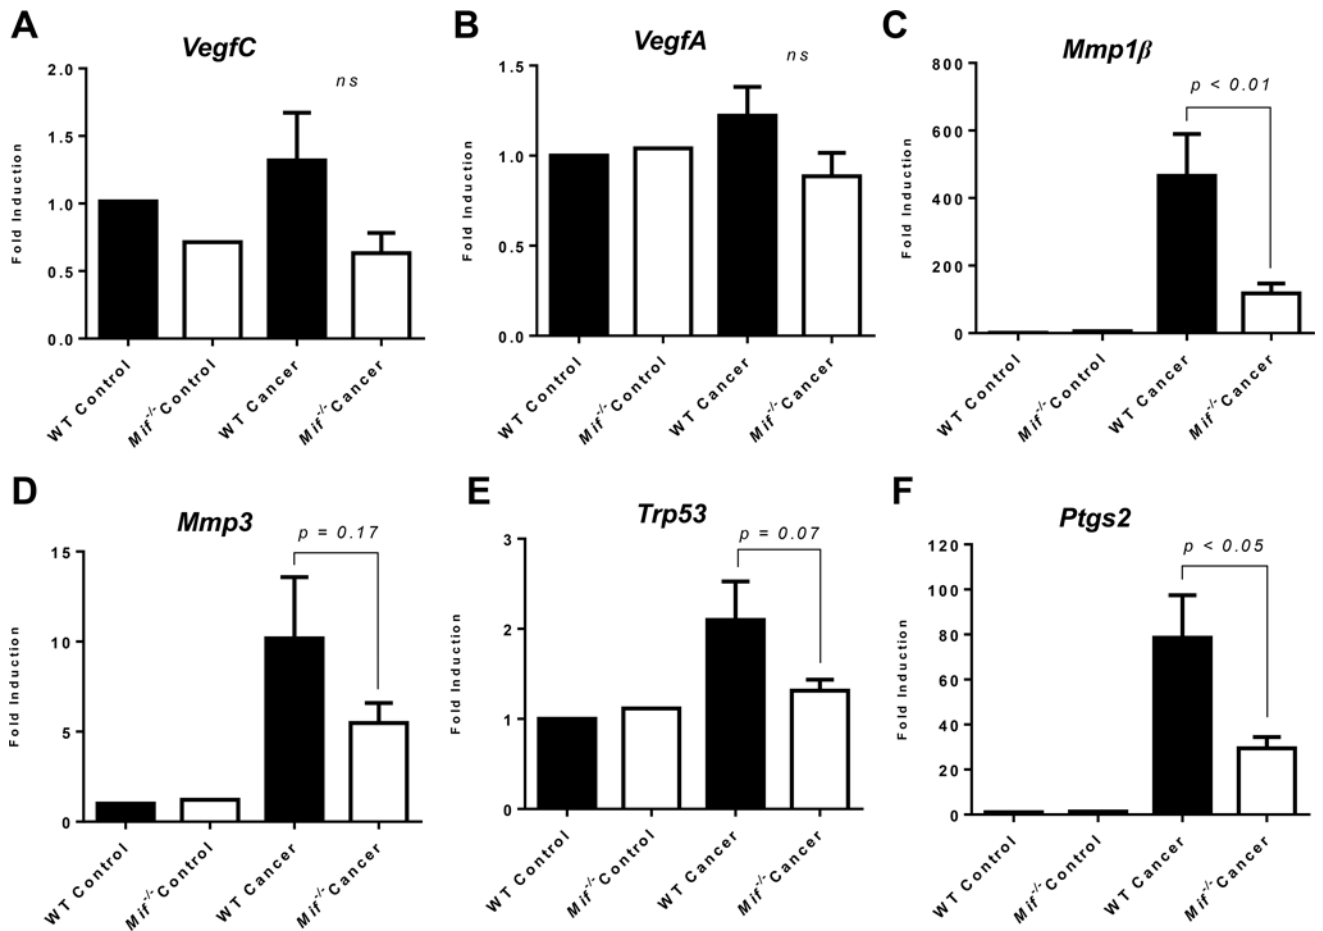 A
VegfC
ns
Fold Induction
2.0
1.5
1.0
0.5
0.0
WT Control
Mif-/- Control
WT Cancer
Mif-/- Cancer
B
VegfA
ns
Fold Induction
1.5
1.0
0.5
0.0
WT Control
Mif-/- Control
WT Cancer
Mif-/- Cancer
C
Mmp1β
p < 0.01
Fold Induction
800
600
400
200
0
WT Control
Mif-/- Control
WT Cancer
Mif-/- Cancer
D
Mmp3
p = 0.17
Fold Induction
15
10
5
0
WT Control
Mif-/- Control
WT Cancer
Mif-/- Cancer
E
Trp53
p = 0.07
Fold Induction
3
2
1
0
WT Control
Mif-/- Control
WT Cancer
Mif-/- Cancer
F
Ptgs2
p < 0.05
Fold Induction
120
100
80
60
40
20
0
WT Control
Mif-/- Control
WT Cancer
Mif-/- Cancer